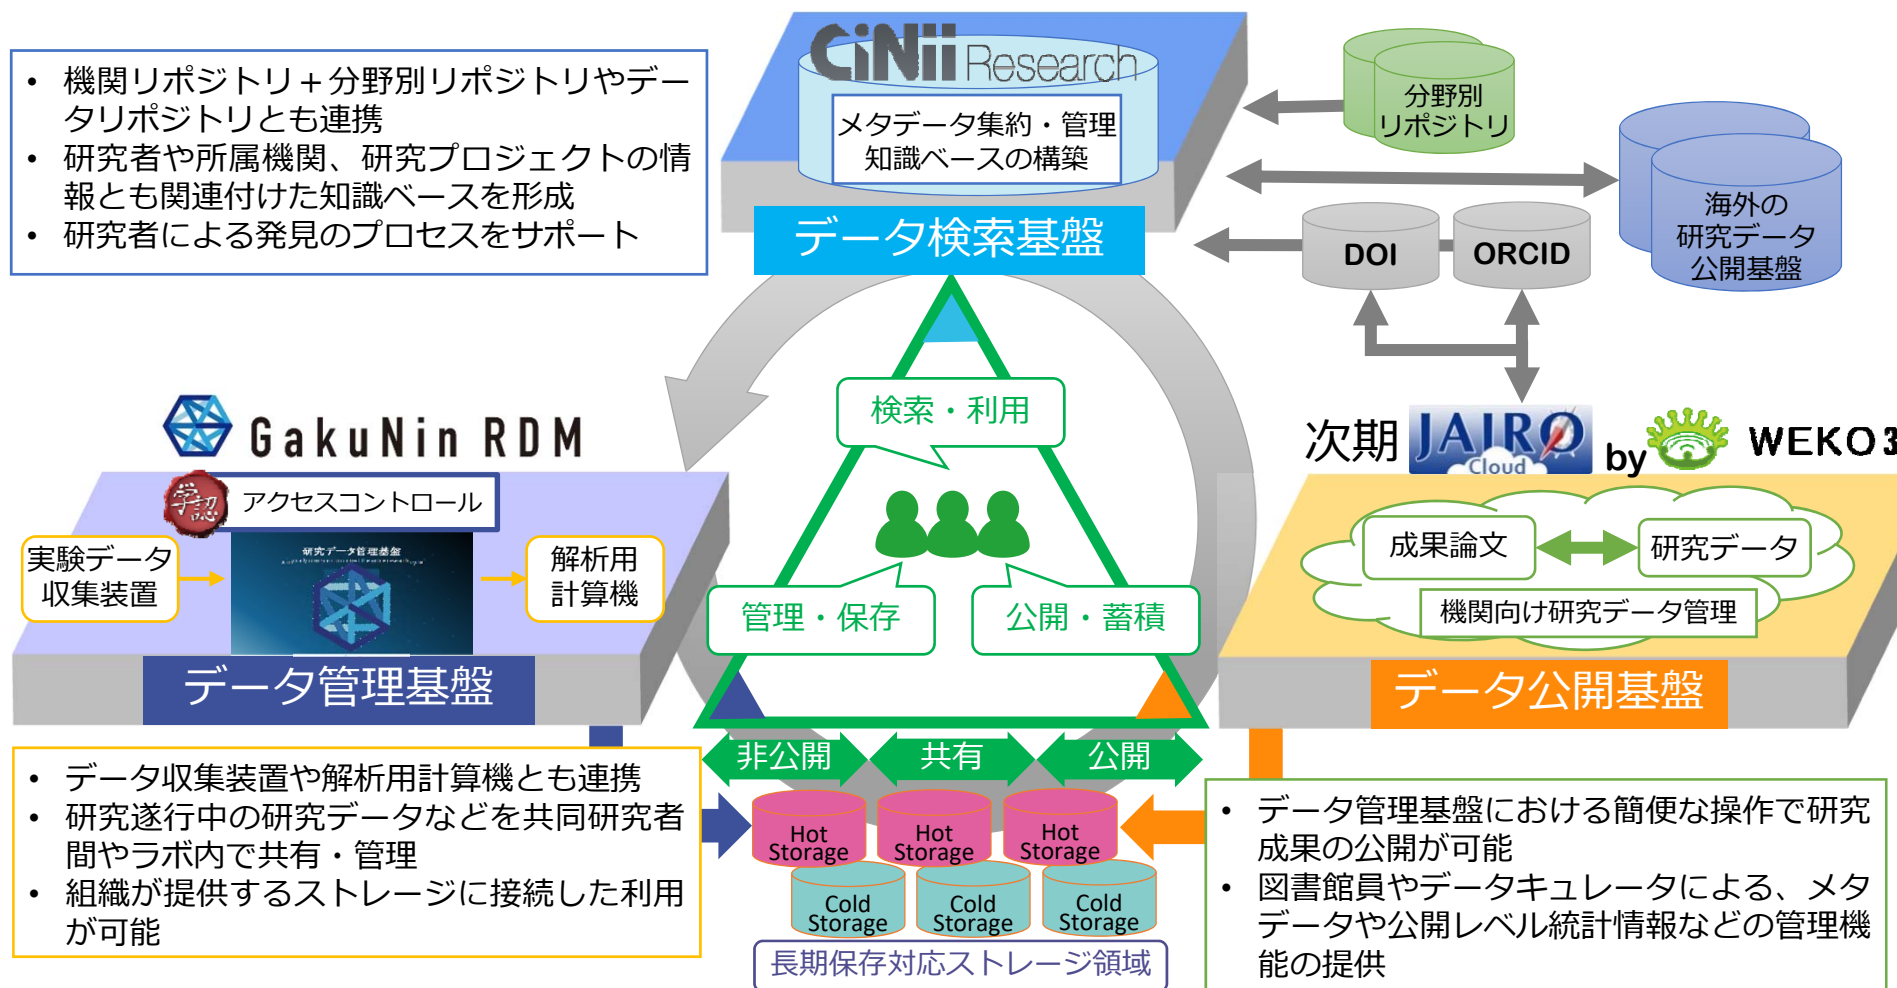 CiNii Research
メタデータ集約・管理
知識ベースの構築
データ検索基盤
• 機関リポジトリ＋分野別リポジトリやデー
タリポジトリとも連携
• 研究者や所属機関、研究プロジェクトの情
報とも関連付けた知識ベースを形成
• 研究者による発見のプロセスをサポート
分野別
リポジトリ
海外の
研究データ
公開基盤
DOI
ORCID
検索・利用
管理・保存
公開・蓄積
GakuNin RDM
学認
アクセスコントロール
実験データ
収集装置
研究データ管理基盤
解析用
計算機
データ管理基盤
次期 JAIRO Cloud by WEKO3
成果論文
研究データ
機関向け研究データ管理
データ公開基盤
非公開
共有
公開
• データ収集装置や解析用計算機とも連携
• 研究遂行中の研究データなどを共同研究者
間やラボ内で共有・管理
• 組織が提供するストレージに接続した利用
が可能
Hot
Storage
Hot
Storage
Hot
Storage
Cold
Storage
Cold
Storage
Cold
Storage
長期保存対応ストレージ領域
• データ管理基盤における簡便な操作で研究
成果の公開が可能
• 図書館員やデータキュレータによる、メタ
データや公開レベル統計情報などの管理機
能の提供